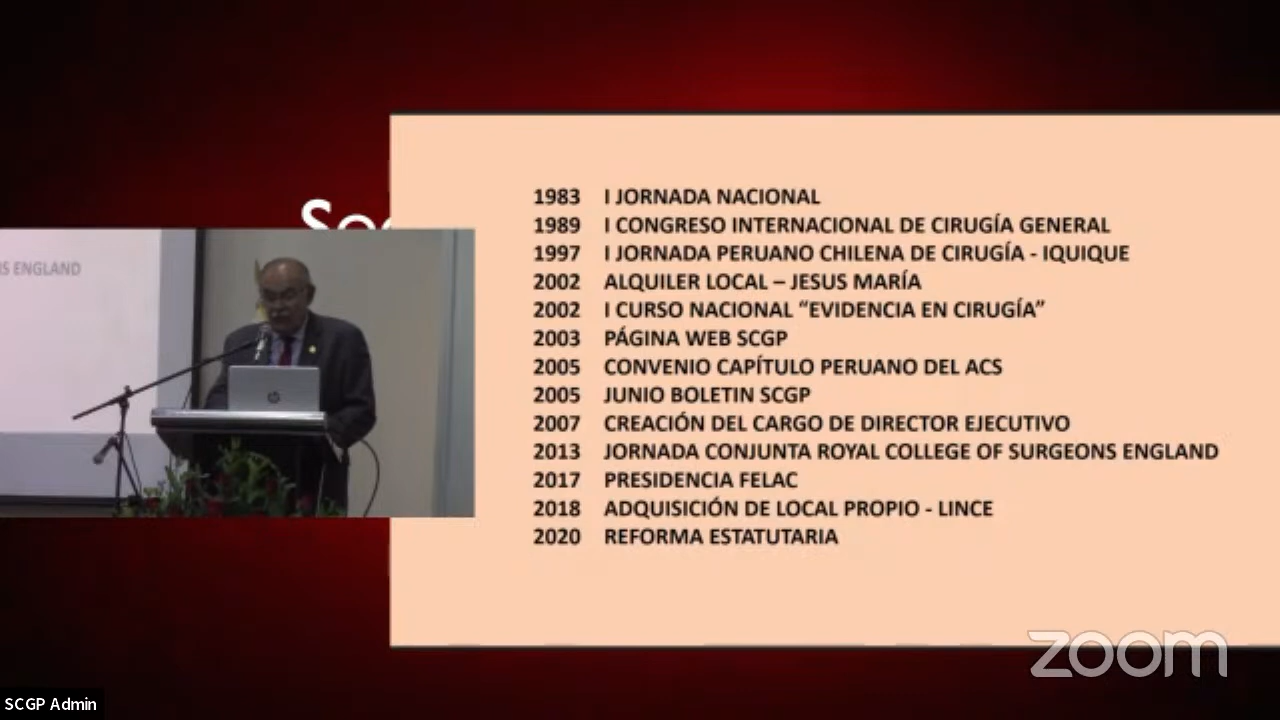 Soc
1983 I JORNADA NACIONAL
1989 I CONGRESO INTERNACIONAL DE CIRUGÍA GENERAL
1997 I JORNADA PERUANO CHILENA DE CIRUGÍA - IQUIQUE
2002 ALQUILER LOCAL – JESUS MARÍA
2002 I CURSO NACIONAL “EVIDENCIA EN CIRUGÍA”
2003 PÁGINA WEB SCGP
2005 CONVENIO CAPÍTULO PERUANO DEL ACS
2005 JUNIO BOLETIN SCGP
2007 CREACIÓN DEL CARGO DE DIRECTOR EJECUTIVO
2013 JORNADA CONJUNTA ROYAL COLLEGE OF SURGEONS ENGLAND
2017 PRESIDENCIA FELAC
2018 ADQUISICIÓN DE LOCAL PROPIO - LINCE
2020 REFORMA ESTATUTARIA
NS ENGLAND
hp
zoom
SCGP Admin